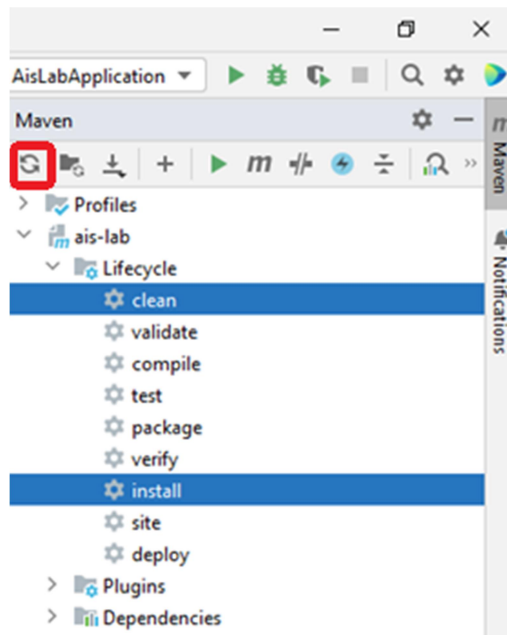 AisLabApplication
Maven
m
Profiles
ais-lab
Lifecycle
clean
validate
compile
test
package
verify
install
site
deploy
Plugins
Dependencies
m Maven
Notifications